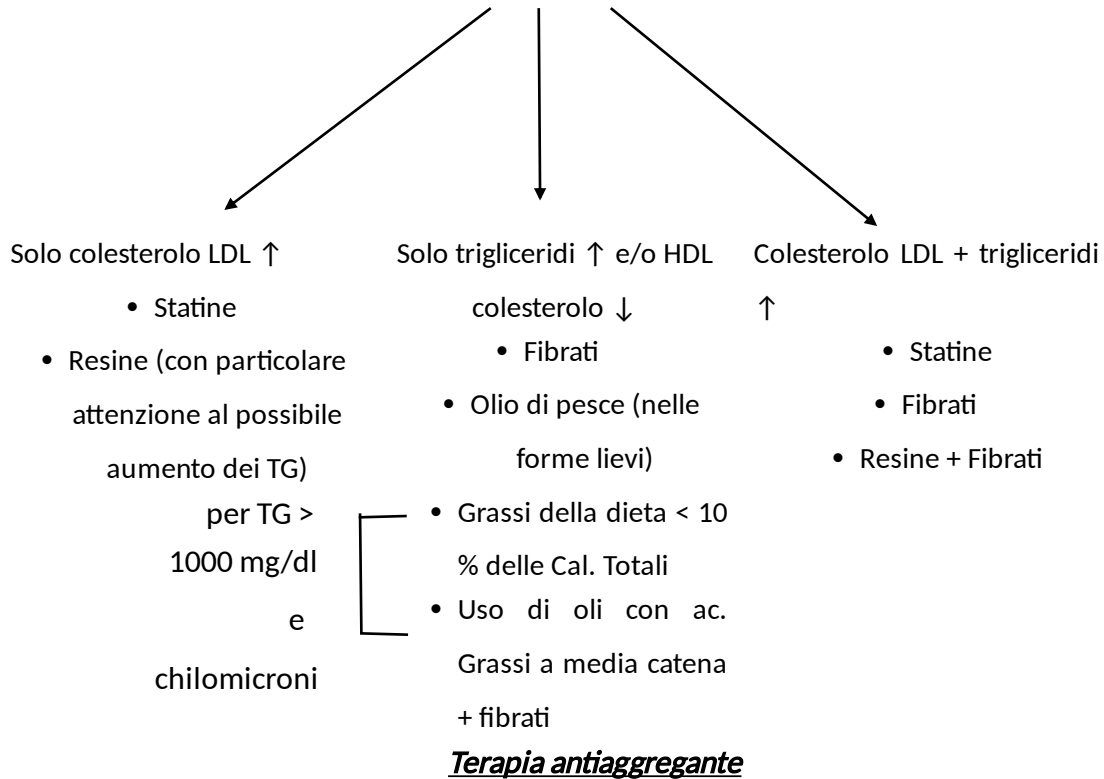 Solo colesterolo LDL ↑
• Statine
• Resine (con particolare
attenzione al possibile
aumento dei TG)
Solo trigliceridi ↑ e/o HDL
colesterolo ↓
• Fibrati
• Olio di pesce (nelle
forme lievi)
per TG >
1000 mg/dl
e
chilomicroni
• Grassi della dieta < 10
% delle Cal. Totali
• Uso di oli con ac.
Grassi a media catena
+ fibrati
Colesterolo LDL + trigliceridi
↑
• Statine
• Fibrati
• Resine + Fibrati
Terapia antiaggregante